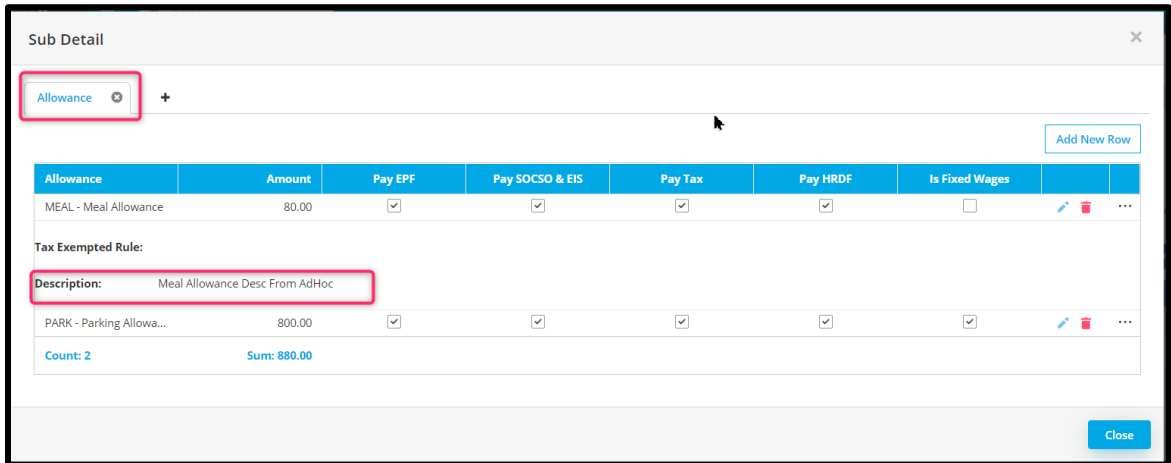 Sub Detail
Allowance
Add New Row
Allowance Amount Pay EPF Pay SOCSO & EIS Pay Tax Pay HRDF Is Fixed Wages
MEAL - Meal Allowance 80.00
Tax Exempted Rule:
Description: Meal Allowance Desc From AdHoc
PARK - Parking Allowa... 800.00
Count: 2 Sum: 880.00
Close